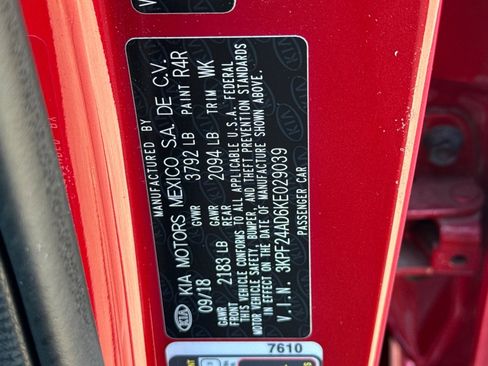 MANUFACTURED BY
KIA KIA MOTORS MEXICO S.A. DE C.V.
09/18 GVWR 3792 LB PAINT R4R
GAWR FRONT 2183 LB GAWR REAR 2094 LB TRIM WK
THIS VEHICLE CONFORMS TO ALL APPLICABLE U.S.A. FEDERAL
MOTOR VEHICLE SAFETY, BUMPER, AND THEFT PREVENTION STANDARDS
IN EFFECT ON THE DATE OF MANUFACTURE SHOWN ABOVE.
V.I.N. 3KPF24AD6KE029039
PASSENGER CAR
7610